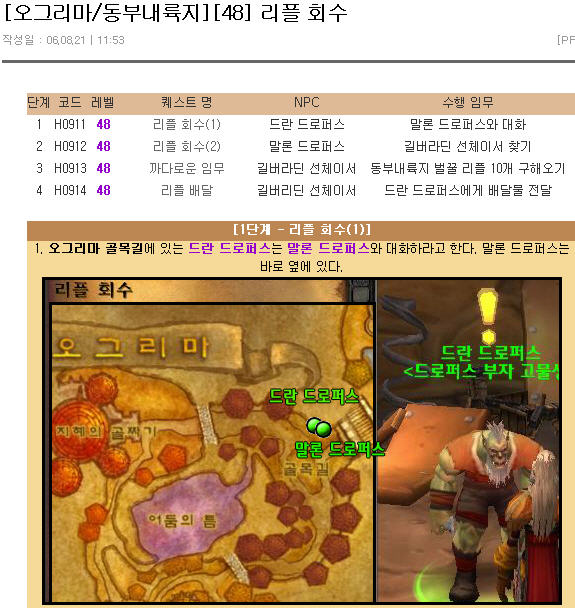 [오그리마/동부내륙지][48] 리플 회수
작성일 : 06,08,21 | 11:53 [PF
단계 코드 레벨 퀘스트 명 NPC 수행 임무
1 H0911 48 리플 회수(1) 드란 드로퍼스 말론 드로퍼스와 대화
2 H0912 48 리플 회수(2) 말론 드로퍼스 길버라딘 선체이서 찾기
3 H0913 48 까다로운 임무 길버라딘 선체이서 동부내륙지 벌꿀 리플 10개 구해오기
4 H0914 48 리플 배달 길버리딘 선체이서 드란 드로퍼스에게 배달물 전달
[1단계 - 리플 회수(1)]
1. 오그리마 골목길에 있는 드란 드로퍼스는 말론 드로퍼스와 대화하라고 한다. 말론 드로퍼스는
바로 옆에 있다.
리플 회수
오그리마
드란 드로퍼스
<드로퍼스 부자 고물상
드란 드로퍼스
지혜의 골짜기
말론 드로퍼스
골목길
어둠의 틈